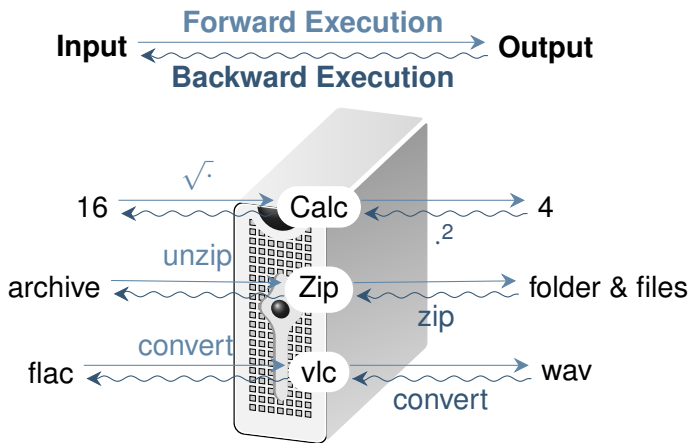 Forward Execution
Input Output
Backward Execution
√·
16 Calc 4
.²
unzip
archive Zip folder & files
zip
convert
flac vlc wav
convert